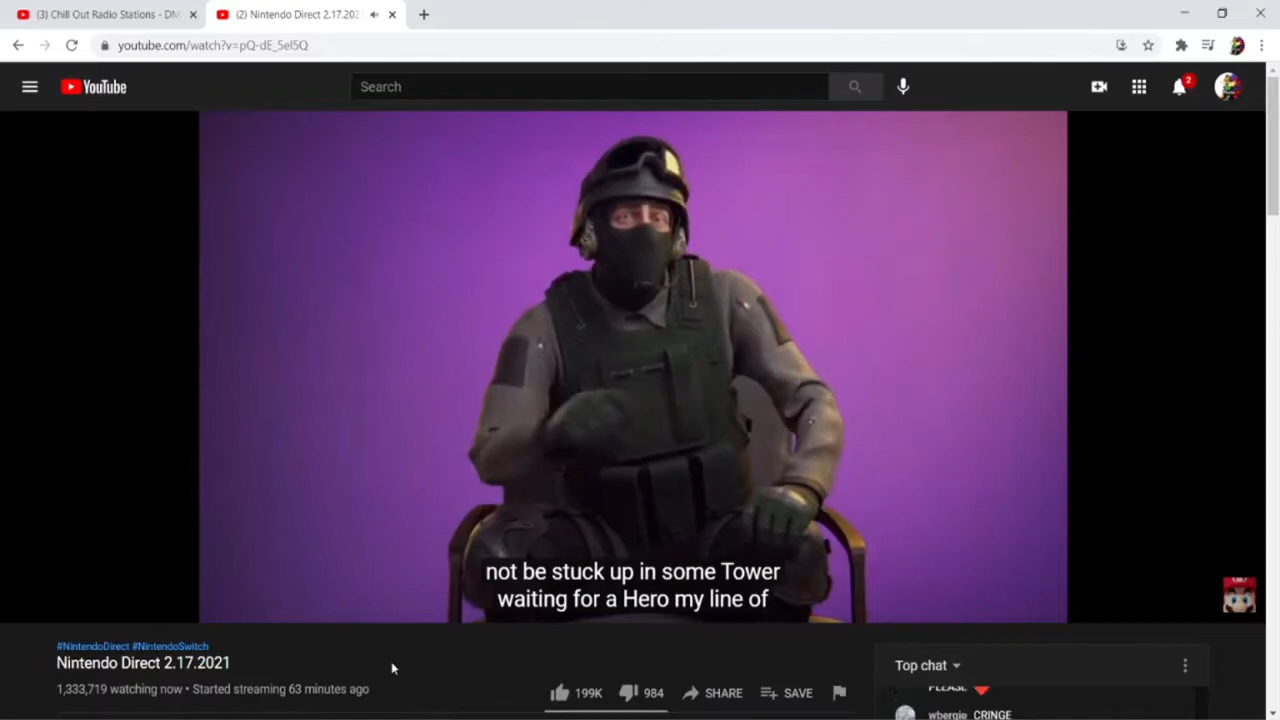 (3) Chill Out Radio Stations - DM
(2) Nintendo Direct 2.17.202
youtube.com/watch?v=pQ-dE_5el5Q
YouTube
Search
2
not be stuck up in some Tower
waiting for a Hero my line of
#NintendoDirect #NintendoSwitch
Nintendo Direct 2.17.2021
1,333,719 watching now • Started streaming 63 minutes ago
199K
984
SHARE
SAVE
Top chat
PLEASE
wbergie CRINGE